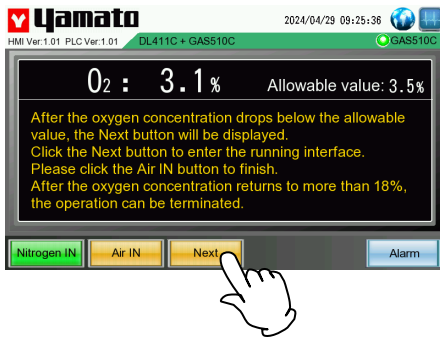 Yamato
2024/04/29 09:25:36
HMI Ver:1.01 PLC Ver:1.01 DL411C + GAS510C GAS510C
O2 : 3.1% Allowable value: 3.5%
After the oxygen concentration drops below the allowable
value, the Next button will be displayed.
Click the Next button to enter the running interface.
Please click the Air IN button to finish.
After the oxygen concentration returns to more than 18%,
the operation can be terminated.
Nitrogen IN Air IN Next Alarm